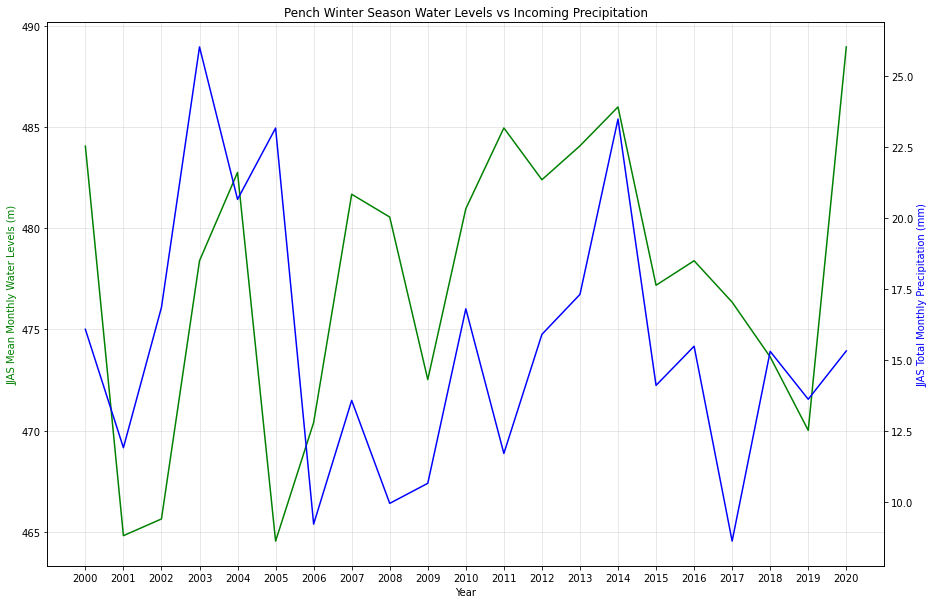 Pench Winter Season Water Levels vs Incoming Precipitation
490
485
480
475
470
465
JJAS Mean Monthly Water Levels (m)
25.0
22.5
20.0
17.5
15.0
12.5
10.0
JJAS Total Monthly Precipitation (mm)
2000 2001 2002 2003 2004 2005 2006 2007 2008 2009 2010 2011 2012 2013 2014 2015 2016 2017 2018 2019 2020
Year